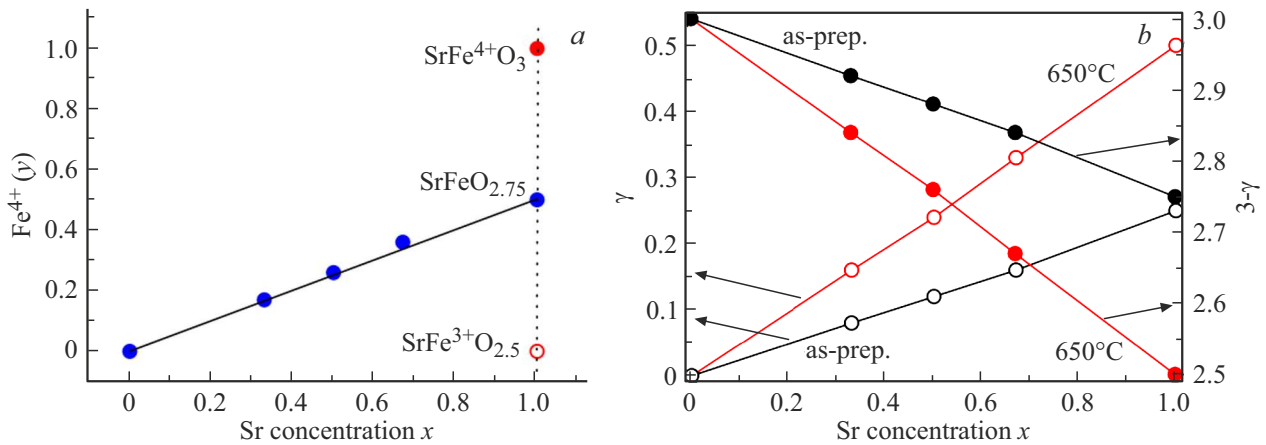 a
1.0
SrFe⁴⁺O₃
0.8
Fe⁴⁺ (y)
0.6
SrFeO₂.₇₅
0.4
0.2
SrFe³⁺O₂.₅
0
0 0.2 0.4 0.6 0.8 1.0
Sr concentration x
b
as-prep.
650°C
0.5
0.4
0.3
0.2
0.1
0
γ
3.0
2.9
2.8
2.7
2.6
2.5
3-γ
as-prep.
650°C
0 0.2 0.4 0.6 0.8 1.0
Sr concentration x